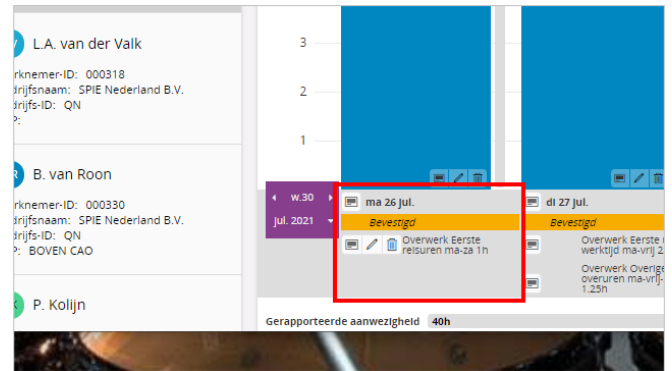 L.A. van der Valk
rknemer-ID: 000318
drijfsnaam: SPIE Nederland B.V.
drijfs-ID: QN
P:
B. van Roon
rknemer-ID: 000330
drijfsnaam: SPIE Nederland B.V.
drijfs-ID: QN
P: BOVEN CAO
P. Kolijn
3
2
1
w.30
jul. 2021
ma 26 jul.
Bevestigd
Overwerk Eerste
reisuren ma-za 1h
di 27 jul.
Bevestigd
Overwerk Eerste
werktijd ma-vrij 2
Overwerk Overige
overuren ma-vrij-
1.25h
Gerapporteerde aanwezigheid 40h